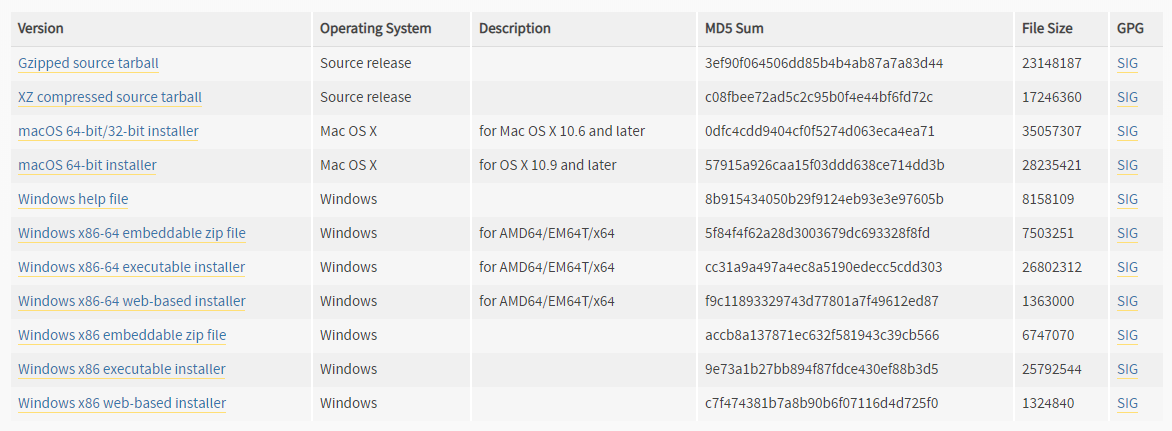 Version Operating System Description MD5 Sum File Size GPG
Gzipped source tarball Source release 3ef90f064506dd85b4b4ab87a7a83d44 23148187 SIG
XZ compressed source tarball Source release c08fbee72ad5c2c95b0f4e44bf6fd72c 17246360 SIG
macOS 64-bit/32-bit installer Mac OS X for Mac OS X 10.6 and later 0dfc4cdd9404cf0f5274d063eca4ea71 35057307 SIG
macOS 64-bit installer Mac OS X for OS X 10.9 and later 57915a926caa15f03ddd638ce714dd3b 28235421 SIG
Windows help file Windows 8b915434050b29f9124eb93e3e97605b 8158109 SIG
Windows x86-64 embeddable zip file Windows for AMD64/EM64T/x64 5f84f4f62a28d3003679dc693328f8fd 7503251 SIG
Windows x86-64 executable installer Windows for AMD64/EM64T/x64 cc31a9a497a4ec8a5190edecc5cdd303 26802312 SIG
Windows x86-64 web-based installer Windows for AMD64/EM64T/x64 f9c11893329743d77801a7f49612ed87 1363000 SIG
Windows x86 embeddable zip file Windows accb8a137871ec632f581943c39cb566 6747070 SIG
Windows x86 executable installer Windows 9e73a1b27bb894f87fdce430ef88b3d5 25792544 SIG
Windows x86 web-based installer Windows c7f474381b7a8b90b6f07116d4d725f0 1324840 SIG